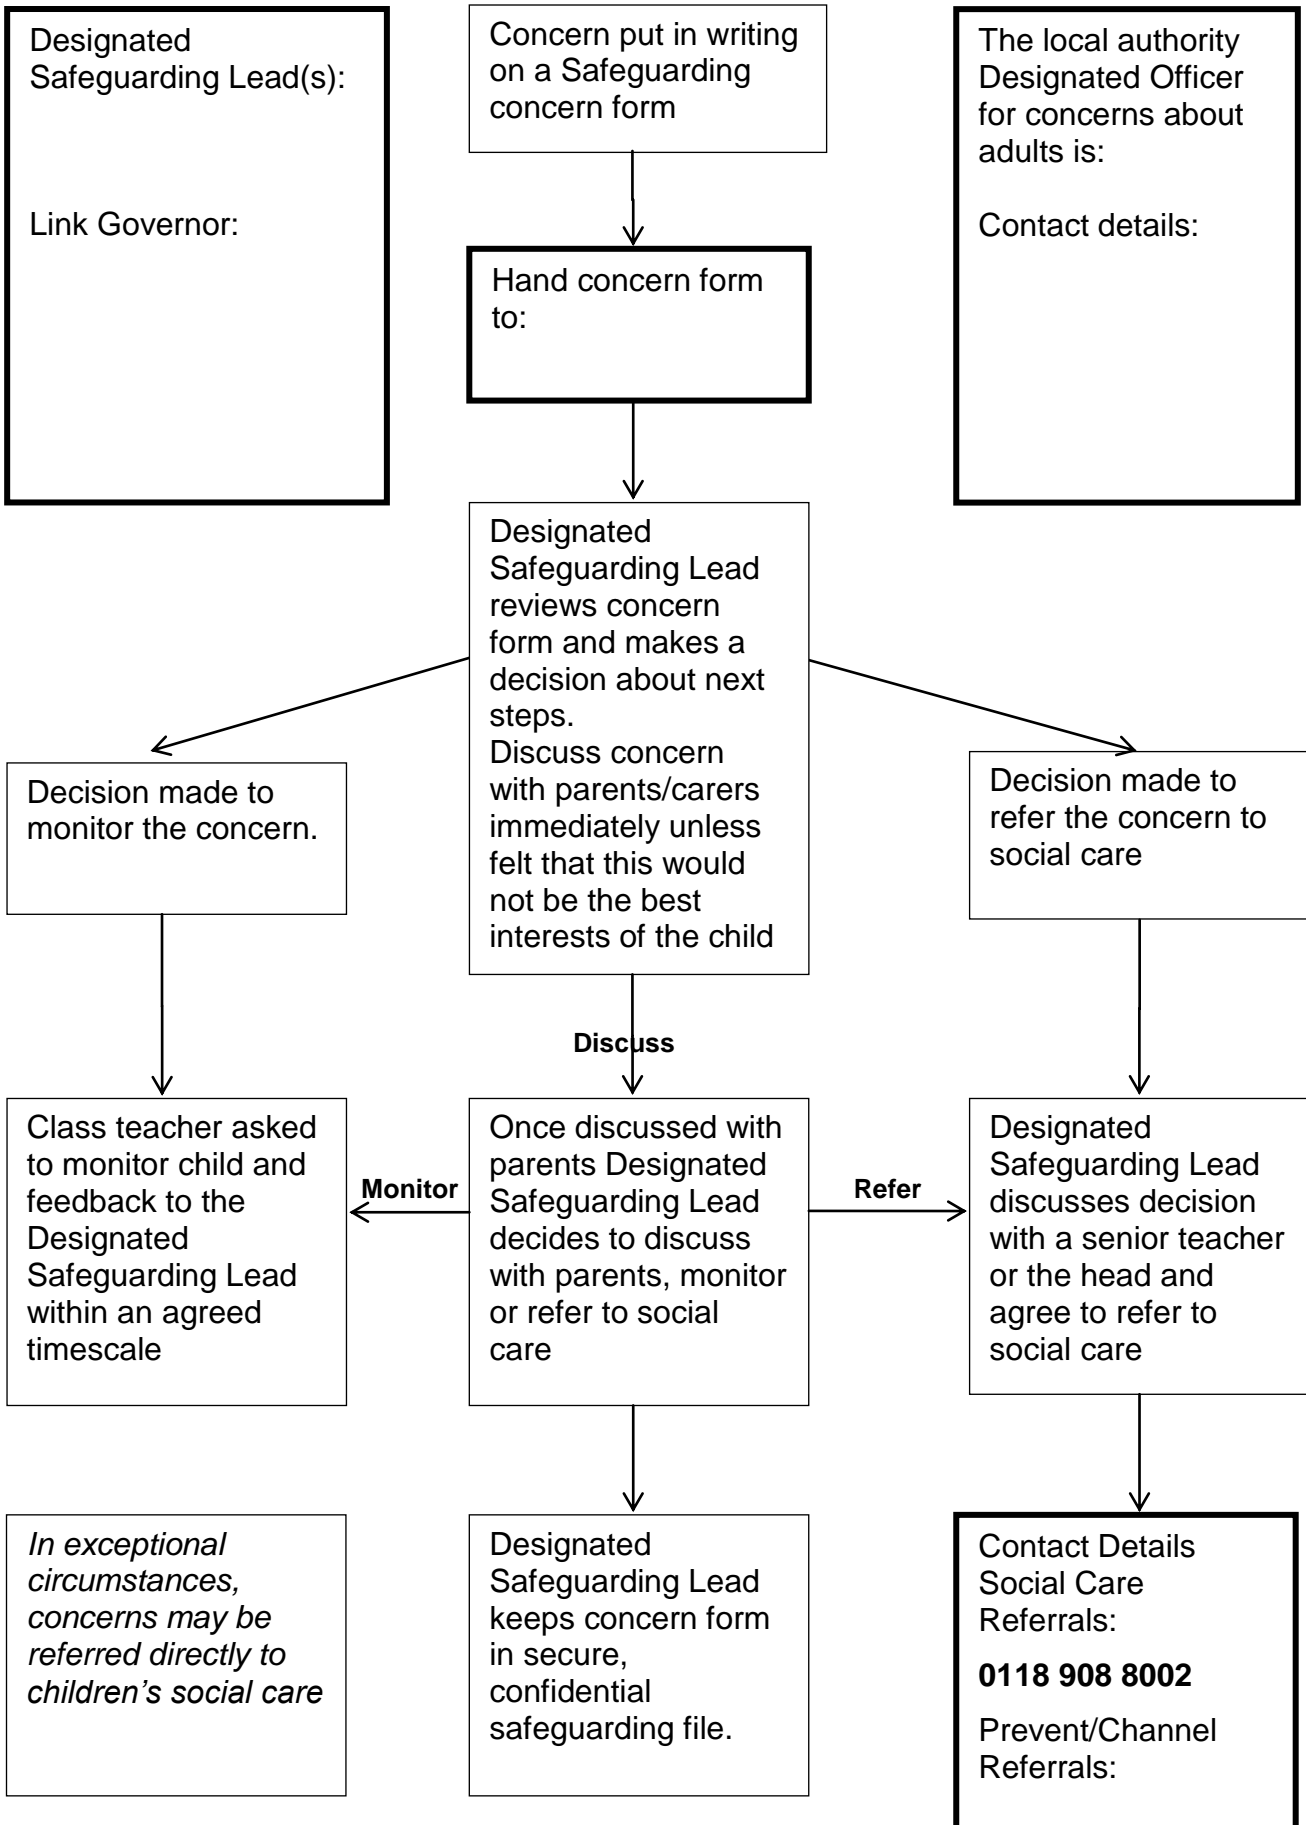 Designated
Safeguarding Lead(s):
Link Governor:
Concern put in writing
on a Safeguarding
concern form
The local authority
Designated Officer
for concerns about
adults is:
Contact details:
Hand concern form
to:
Designated
Safeguarding Lead
reviews concern
form and makes a
decision about next
steps.
Discuss concern
with parents/carers
immediately unless
felt that this would
not be the best
interests of the child
Decision made to
monitor the concern.
Decision made to
refer the concern to
social care
Discuss
Class teacher asked
to monitor child and
feedback to the
Designated
Safeguarding Lead
within an agreed
timescale
Monitor
Once discussed with
parents Designated
Safeguarding Lead
decides to discuss
with parents, monitor
or refer to social
care
Refer
Designated
Safeguarding Lead
discusses decision
with a senior teacher
or the head and
agree to refer to
social care
In exceptional
circumstances,
concerns may be
referred directly to
children’s social care
Designated
Safeguarding Lead
keeps concern form
in secure,
confidential
safeguarding file.
Contact Details
Social Care
Referrals:
0118 908 8002
Prevent/Channel
Referrals: